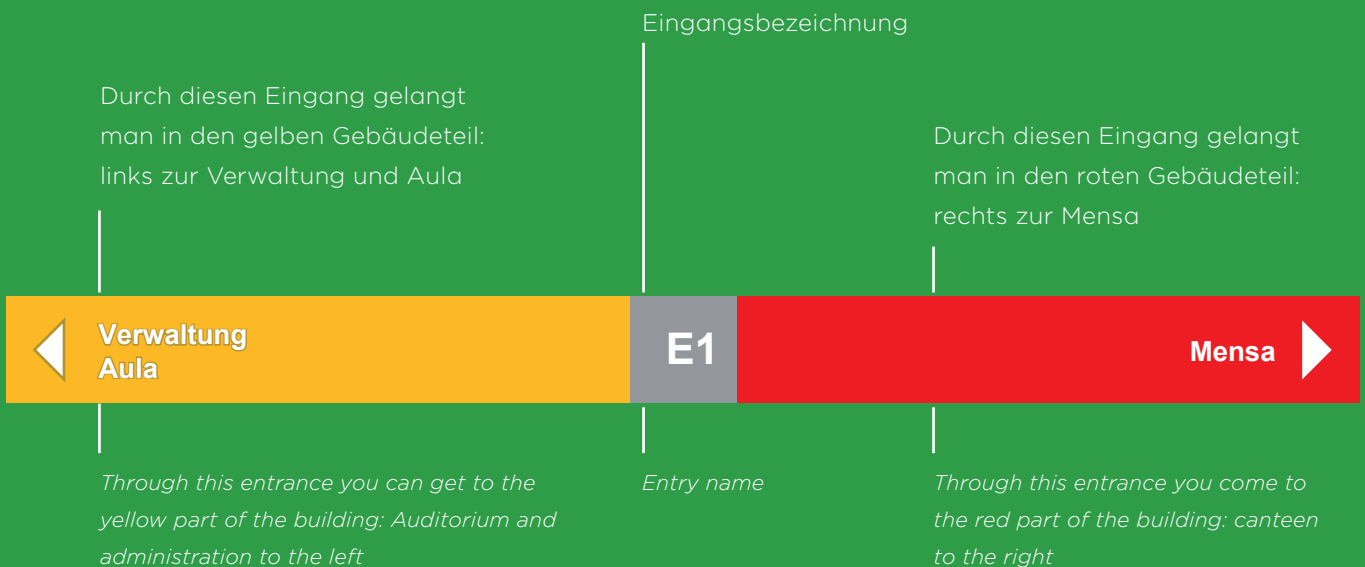 Eingangsbezeichnung
Durch diesen Eingang gelangt
man in den gelben Gebäudeteil:
links zur Verwaltung und Aula
Durch diesen Eingang gelangt
man in den roten Gebäudeteil:
rechts zur Mensa
Verwaltung
Aula
E1
Mensa
Through this entrance you can get to the
yellow part of the building: Auditorium and
administration to the left
Entry name
Through this entrance you come to
the red part of the building: canteen
to the right